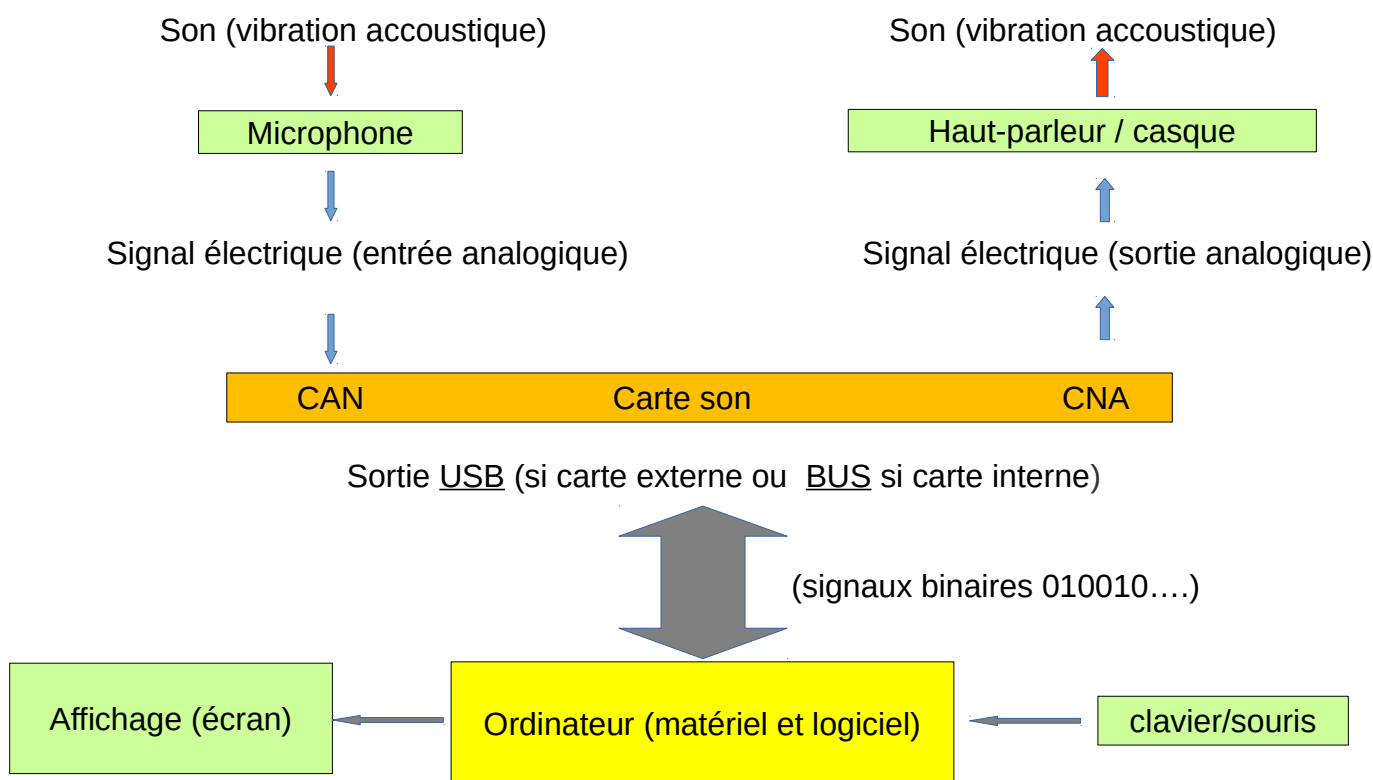 Son (vibration accoustique)
Son (vibration accoustique)
Microphone
Haut-parleur / casque
Signal électrique (entrée analogique)
Signal électrique (sortie analogique)
CAN
Carte son
CNA
Sortie USB (si carte externe ou  BUS si carte interne)
(signaux binaires 010010….)
Affichage (écran)
Ordinateur (matériel et logiciel)
clavier/souris